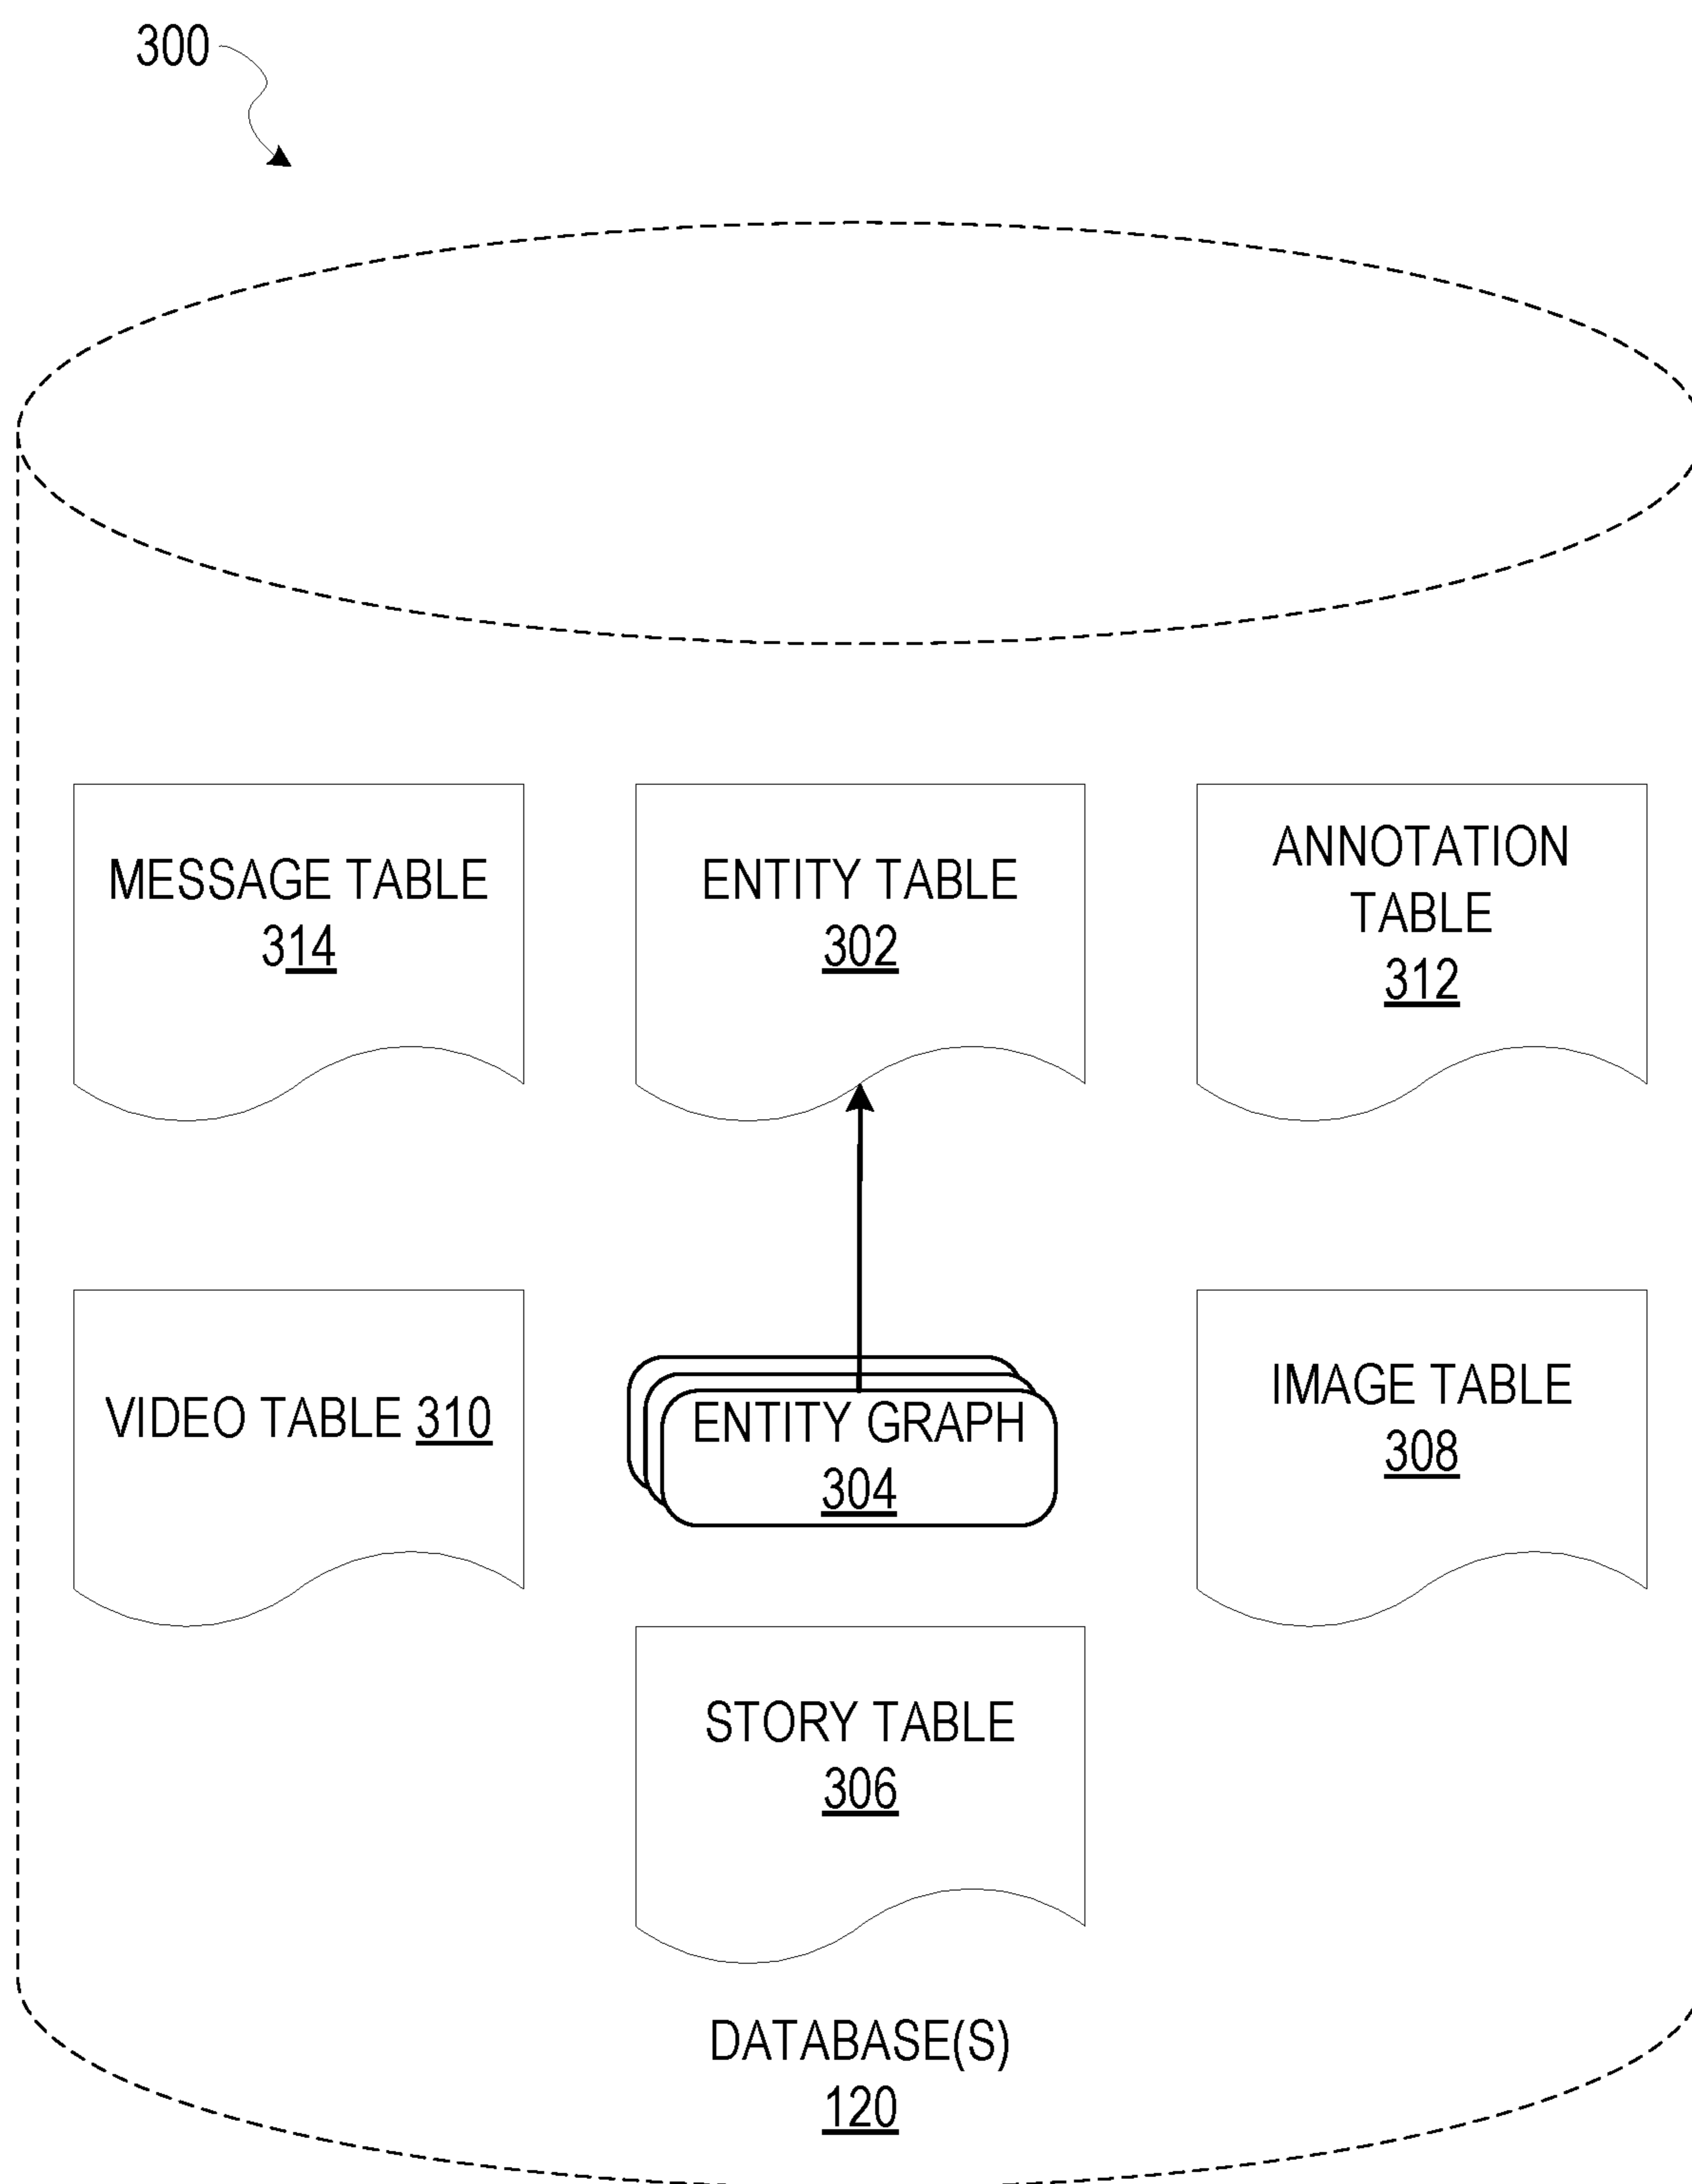 300
MESSAGE TABLE
314
ENTITY TABLE
302
ANNOTATION
TABLE
312
VIDEO TABLE 310
ENTITY GRAPH
304
IMAGE TABLE
308
STORY TABLE
306
DATABASE(S)
120